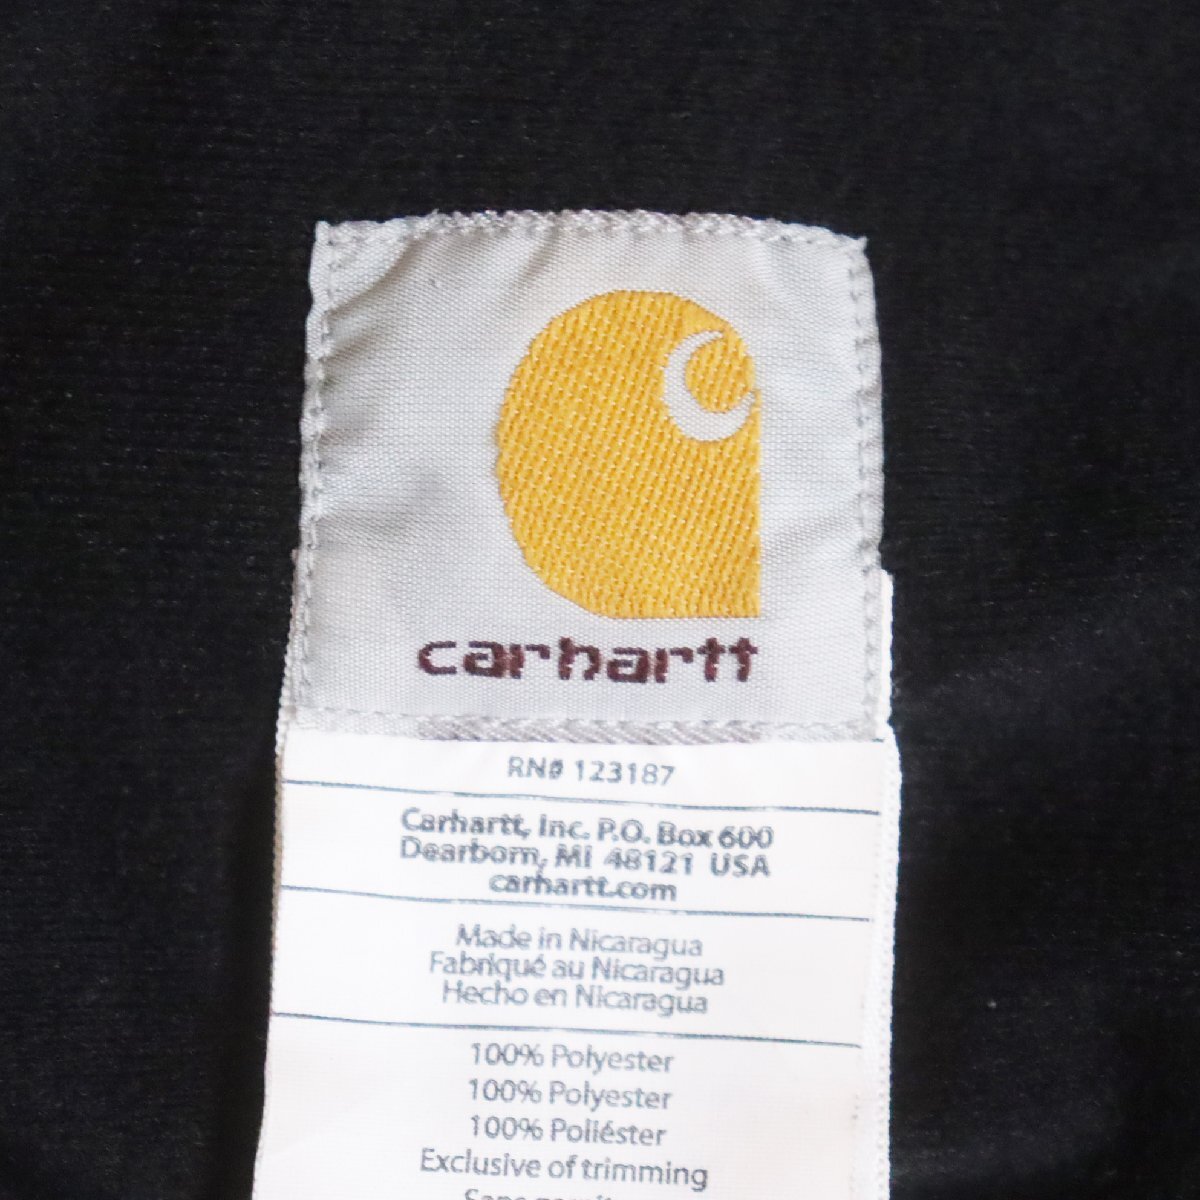 carhartt
RN# 123187
Carhartt, Inc. P.O. Box 600
Dearborn, MI 48121 USA
carhartt.com
Made in Nicaragua
Fabriqué au Nicaragua
Hecho en Nicaragua
100% Polyester
100% Polyester
100% Poliéster
Exclusive of trimming
Sans